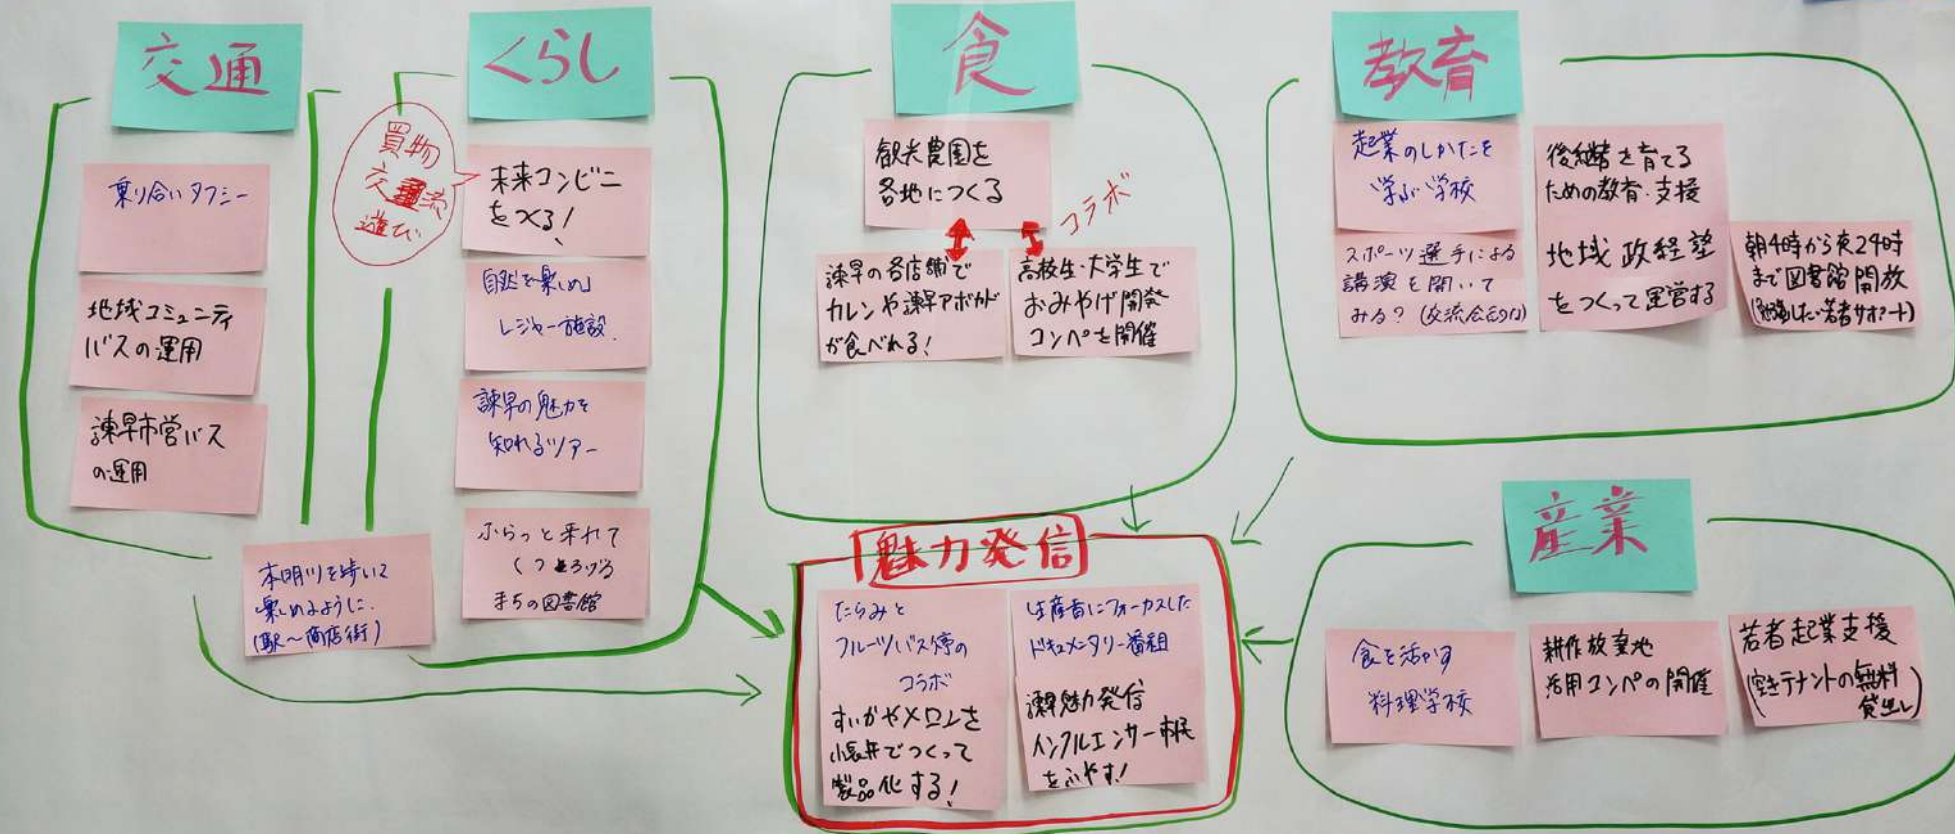 交通
乗り合いタクシー
地域コミュニティ
バスの運用
諫早市営バス
の運用
くらし
買物
交流
遊び
未来コンビニ
をつくる!
自然を楽しめる
レジャー施設
諫早の魅力を
知れるツアー
ふらっと来れて
くつろげる
まちの図書館
本明川を歩いて
楽しめるように.
(駅〜商店街)
食
観光農園を
各地につくる
コラボ
諫早の各店舗で
カレンや諫早アボカド
が食べれる!
高校生・大学生で
おみやげ開発
コンペを開催
教育
起業のしかたを
学ぶ学校
スポーツ選手による
講演を開いて
みる?(交流会的な)
後継者を育てる
ための教育・支援
地域政経塾
をつくって運営する
朝4時から夜24時
まで図書館開放
(勉強したい若者サポート)
魅力発信
たらみと
フルーツバス停の
コラボ
すいかやメロンを
小長井でつくって
製品化する!
生産者にフォーカスした
ドキュメンタリー番組
諫早魅力発信
インフルエンサー市民
をふやす!
産業
食を活かす
料理学校
耕作放棄地
活用コンペの開催
若者起業支援
(空きテナントの無料
貸出し)